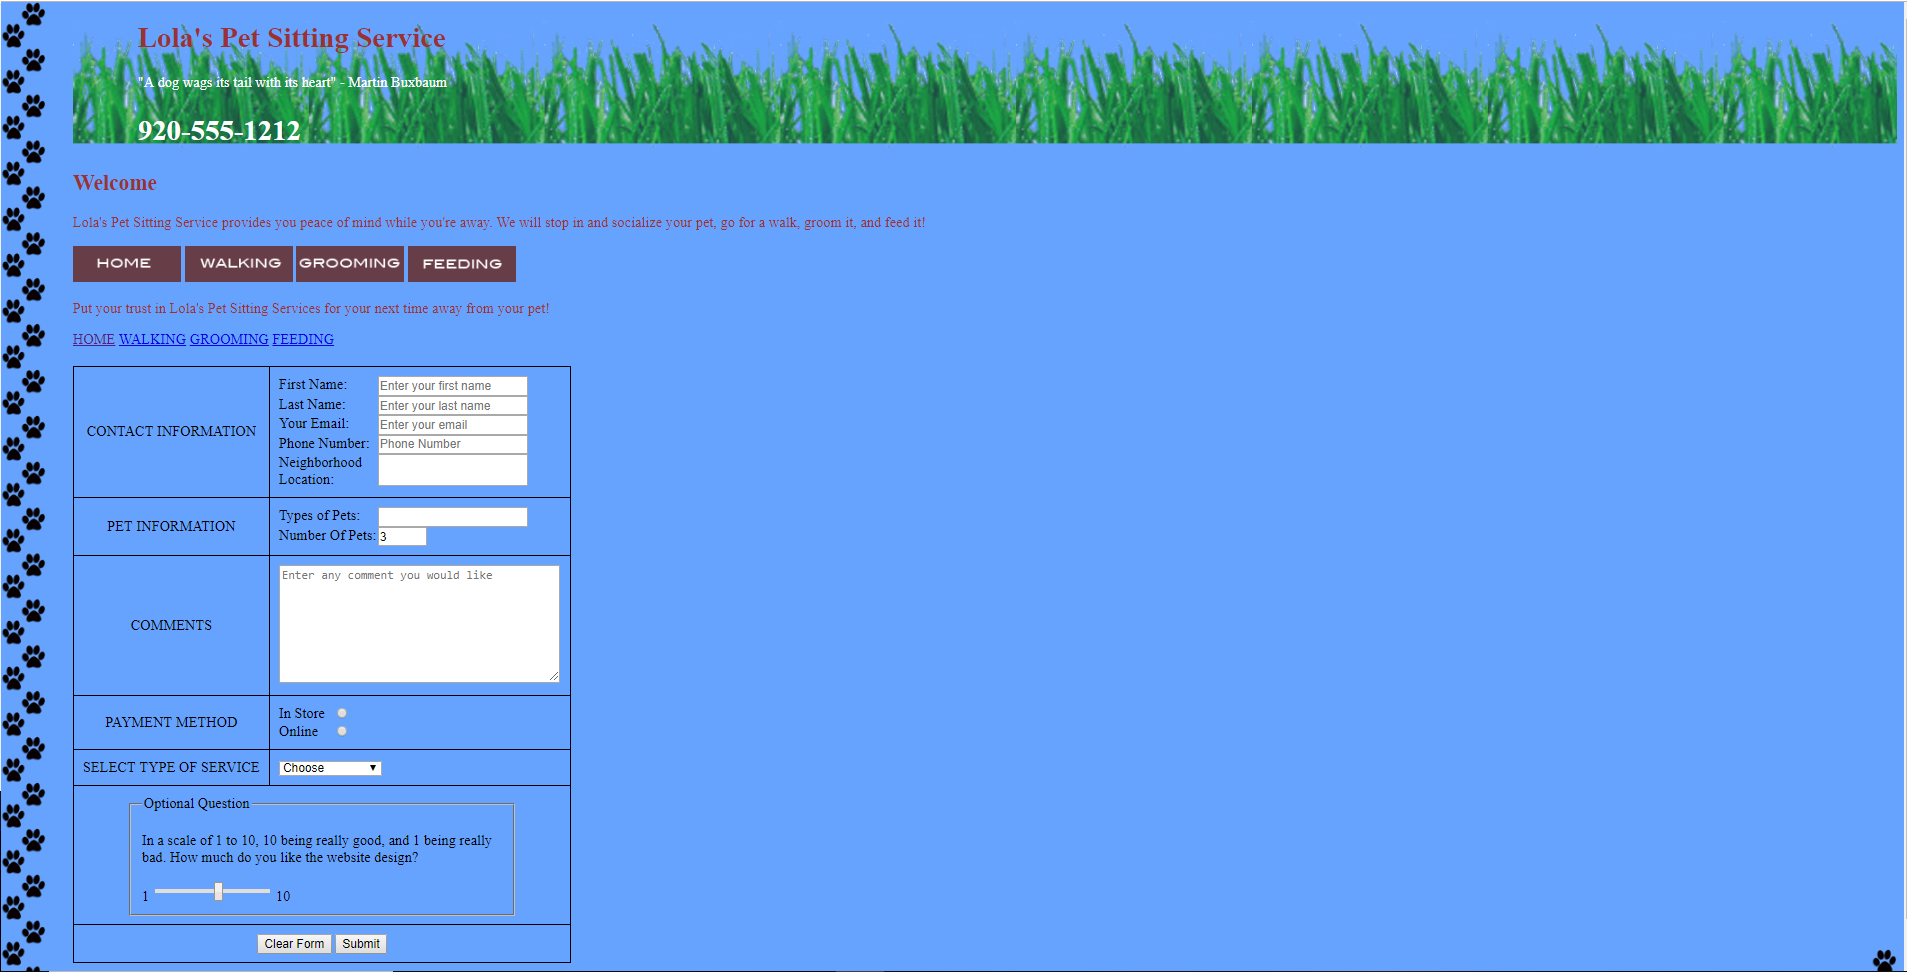 Lola's Pet Sitting Service
"A dog wags its tail with its heart" - Martin Buxbaum
920-555-1212
Welcome
Lola's Pet Sitting Service provides you peace of mind while you're away. We will stop in and socialize your pet, go for a walk, groom it, and feed it!
HOME WALKING GROOMING FEEDING
Put your trust in Lola's Pet Sitting Services for your next time away from your pet!
HOME WALKING GROOMING FEEDING
CONTACT INFORMATION
First Name: Enter your first name
Last Name: Enter your last name
Your Email: Enter your email
Phone Number: Phone Number
Neighborhood
Location:
PET INFORMATION
Types of Pets:
Number Of Pets: 3
COMMENTS
Enter any comment you would like
PAYMENT METHOD
In Store
Online
SELECT TYPE OF SERVICE Choose
Optional Question
In a scale of 1 to 10, 10 being really good, and 1 being really
bad. How much do you like the website design?
1 10
Clear Form Submit